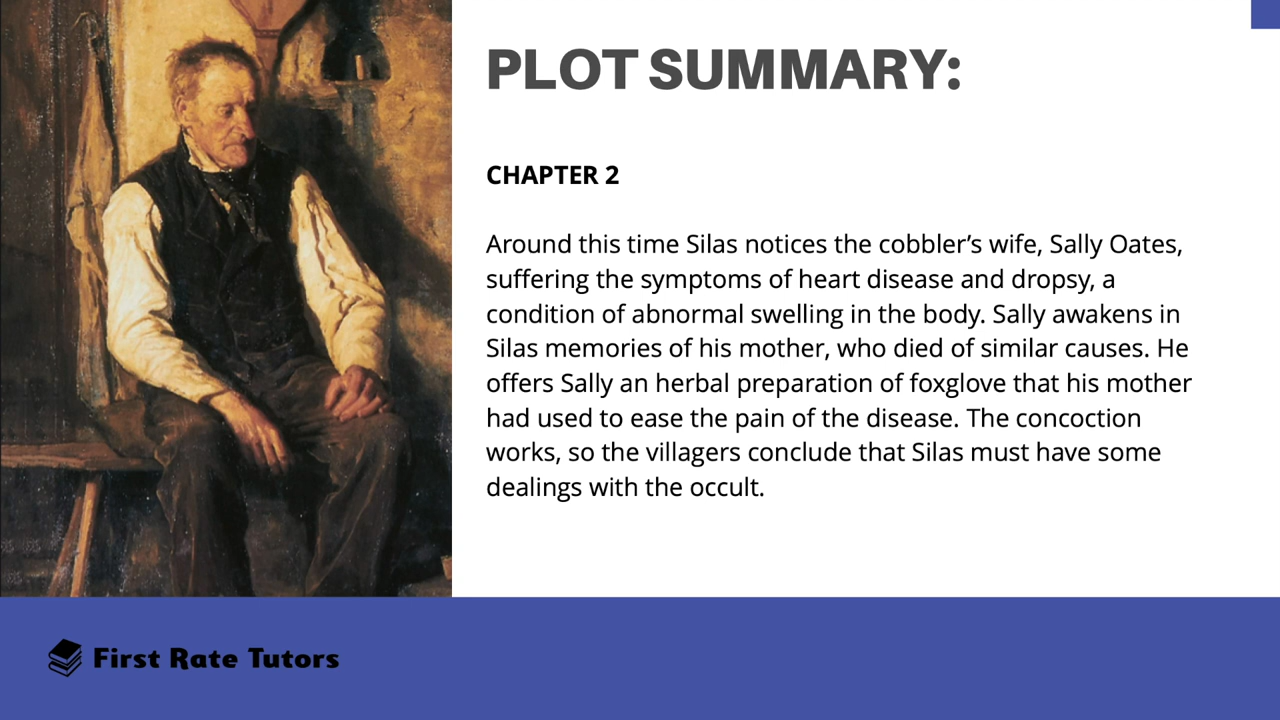 PLOT SUMMARY:
CHAPTER 2
Around this time Silas notices the cobbler’s wife, Sally Oates,
suffering the symptoms of heart disease and dropsy, a
condition of abnormal swelling in the body. Sally awakens in
Silas memories of his mother, who died of similar causes. He
offers Sally an herbal preparation of foxglove that his mother
had used to ease the pain of the disease. The concoction
works, so the villagers conclude that Silas must have some
dealings with the occult.
First Rate Tutors